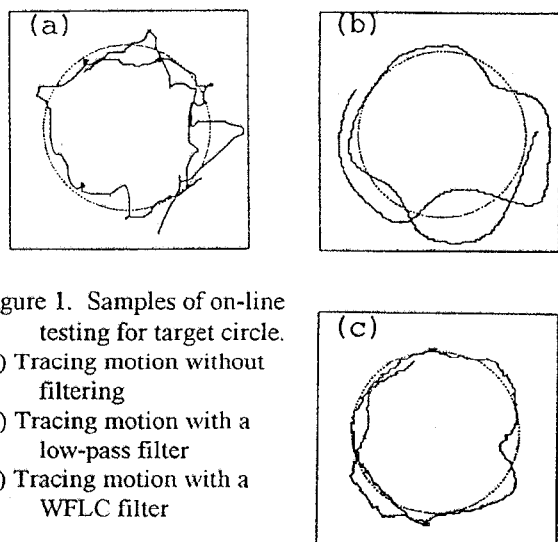 (a)
(b)
gure 1. Samples of on-line
testing for target circle.
) Tracing motion without
filtering
) Tracing motion with a
low-pass filter
) Tracing motion with a
WFLC filter
(c)